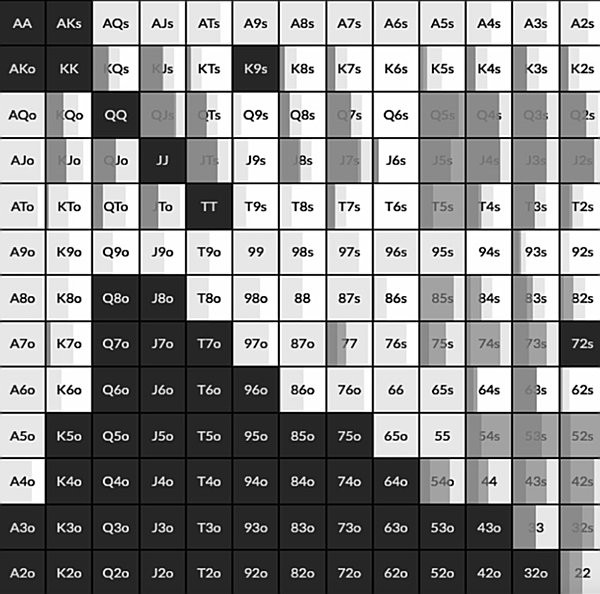 AA AKs AQs AJs ATs A9s A8s A7s A6s A5s A4s A3s A2s
AKo KK KQs KJs KTs K9s K8s K7s K6s K5s K4s K3s K2s
AQo KQo QQ QJs QTs Q9s Q8s Q7s Q6s Q5s Q4s Q3s Q2s
AJo KJo QJo JJ JTs J9s J8s J7s J6s J5s J4s J3s J2s
ATo KTo QTo JTo TT T9s T8s T7s T6s T5s T4s T3s T2s
A9o K9o Q9o J9o T9o 99 98s 97s 96s 95s 94s 93s 92s
A8o K8o Q8o J8o T8o 98o 88 87s 86s 85s 84s 83s 82s
A7o K7o Q7o J7o T7o 97o 87o 77 76s 75s 74s 73s 72s
A6o K6o Q6o J6o T6o 96o 86o 76o 66 65s 64s 63s 62s
A5o K5o Q5o J5o T5o 95o 85o 75o 65o 55 54s 53s 52s
A4o K4o Q4o J4o T4o 94o 84o 74o 64o 54o 44 43s 42s
A3o K3o Q3o J3o T3o 93o 83o 73o 63o 53o 43o 33 32s
A2o K2o Q2o J2o T2o 92o 82o 72o 62o 52o 42o 32o 22